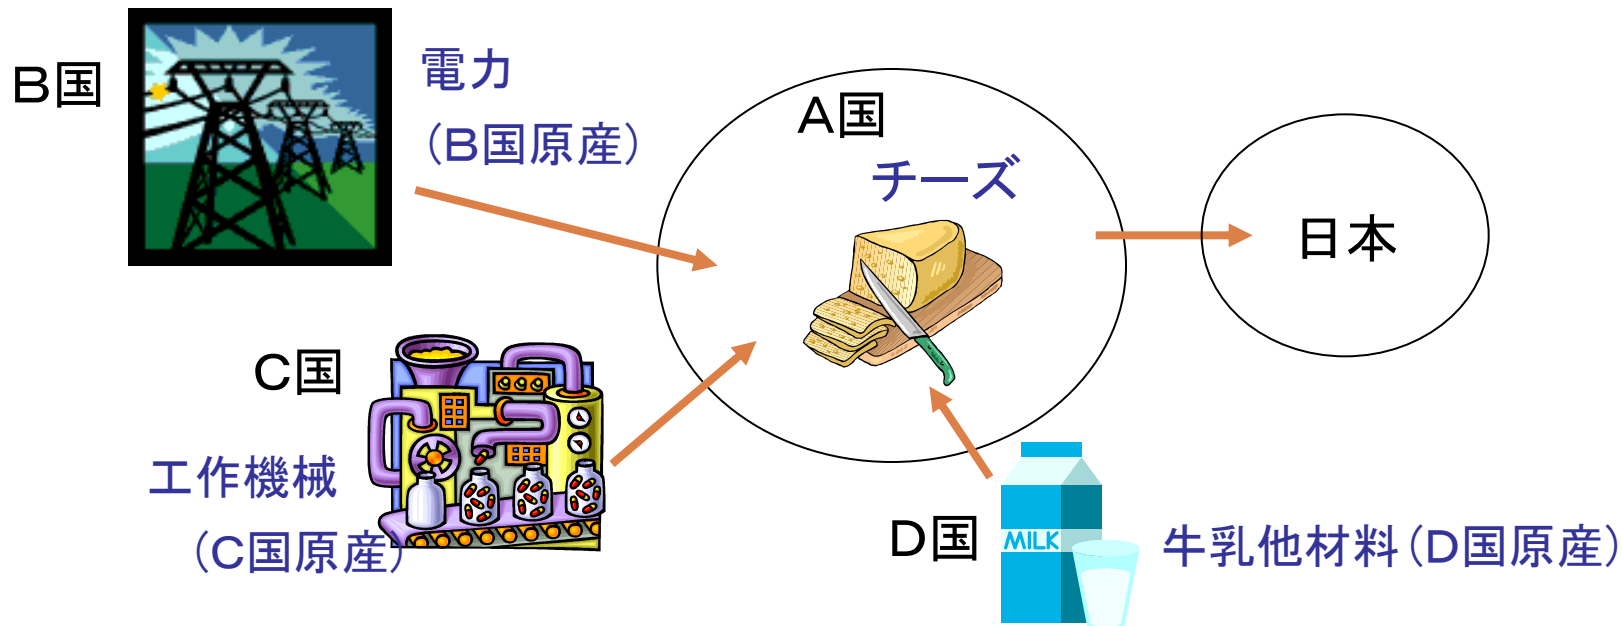 B国
電力
(B国原産)
A国
チーズ
日本
C国
工作機械
(C国原産)
D国
MILK
牛乳他材料(D国原産)